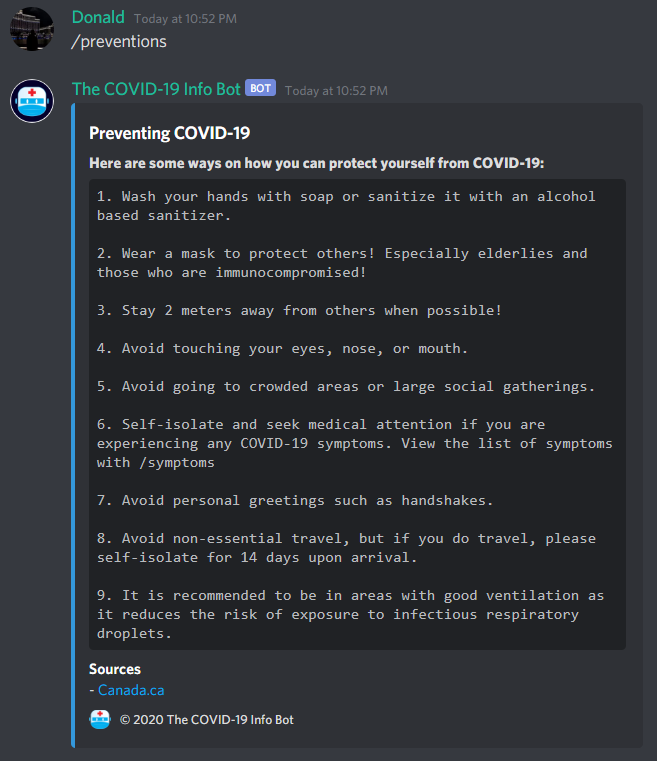 Donald Today at 10:52 PM
/preventions
The COVID-19 Info Bot BOT Today at 10:52 PM
Preventing COVID-19
Here are some ways on how you can protect yourself from COVID-19:
1. Wash your hands with soap or sanitize it with an alcohol
based sanitizer.
2. Wear a mask to protect others! Especially elderlies and
those who are immunocompromised!
3. Stay 2 meters away from others when possible!
4. Avoid touching your eyes, nose, or mouth.
5. Avoid going to crowded areas or large social gatherings.
6. Self-isolate and seek medical attention if you are
experiencing any COVID-19 symptoms. View the list of symptoms
with /symptoms
7. Avoid personal greetings such as handshakes.
8. Avoid non-essential travel, but if you do travel, please
self-isolate for 14 days upon arrival.
9. It is recommended to be in areas with good ventilation as
it reduces the risk of exposure to infectious respiratory
droplets.
Sources
- Canada.ca
© 2020 The COVID-19 Info Bot